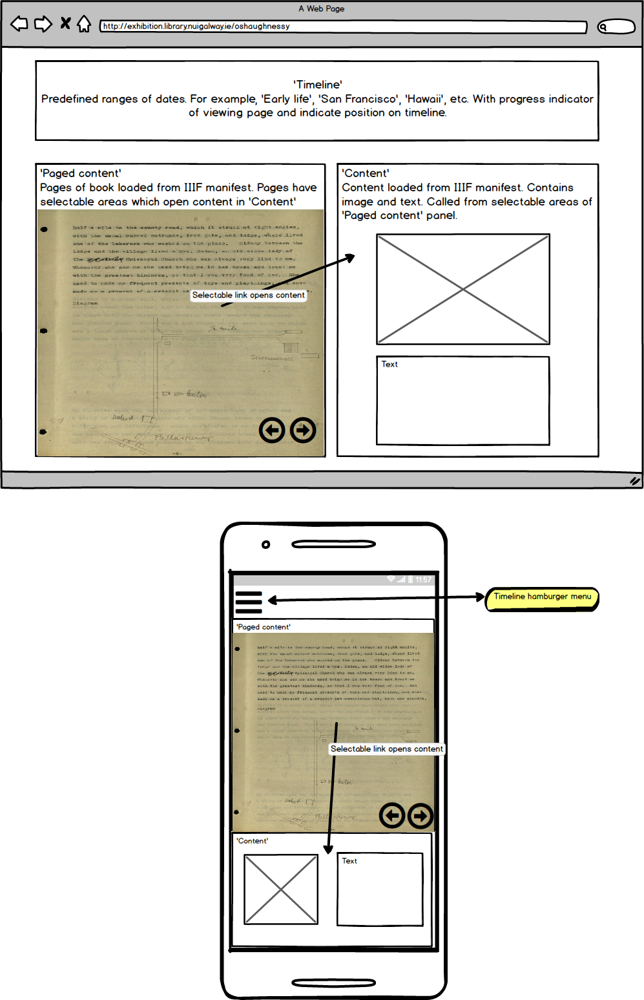 A Web Page
http://exhibition.library.nuigalway.ie/oshaughnessy
'Timeline'
Predefined ranges of dates. For example, 'Early life', 'San Francisco', 'Hawaii', etc. With progress indicator
of viewing page and indicate position on timeline.
'Paged content'
Pages of book loaded from IIIF manifest. Pages have
selectable areas which open content in 'Content'
half a mile to the county road, which it struck at right angles,
with the usual curved entrance, iron gate, and lodge, where lived
one of the laborers who worked on the place. Midway between the
lodge and the village lived a Mrs. Eaton, an old widow lady of
the Episcopal Church who was always very kind to me.
Whenever she saw me she used bring me in her house and treat me
with the greatest kindness, so that I was very fond of her. She
used to make me frequent presents of toys and playthings, and once
made me a present of a cricket
Selectable link opens content
Diagram
½ mile
Mrs Eaton
Pallaskenry
-5-
'Content'
Content loaded from IIIF manifest. Contains
image and text. Called from selectable areas of
'Paged content' panel.
Text
11:57
Timeline hamburger menu
'Paged content'
half a mile to the county road, which it struck at right angles,
with the usual curved entrance, iron gate, and lodge, where lived
one of the laborers who worked on the place. Midway between the
lodge and the village lived a Mrs. Eaton, an old widow lady of
the Episcopal Church who was always very kind to me.
Whenever she saw me she used bring me in her house and treat me
with the greatest kindness, so that I was very fond of her. She
used to make me frequent presents of toys and playthings, and once
made me a present of a cricket set comprising bat, ball and wickets.
Diagram
½ mile
Selectable link opens content
Mrs Eaton
Pallaskenry
'Content'
Text